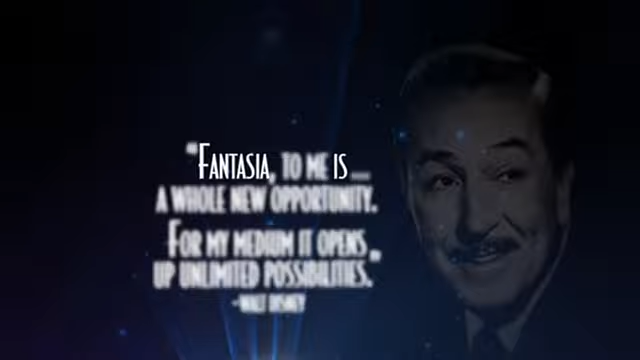 "FANTASIA, TO ME IS ...
A WHOLE NEW OPPORTUNITY.
FOR MY MEDIUM IT OPENS
UP UNLIMITED POSSIBILITIES."
-WALT DISNEY